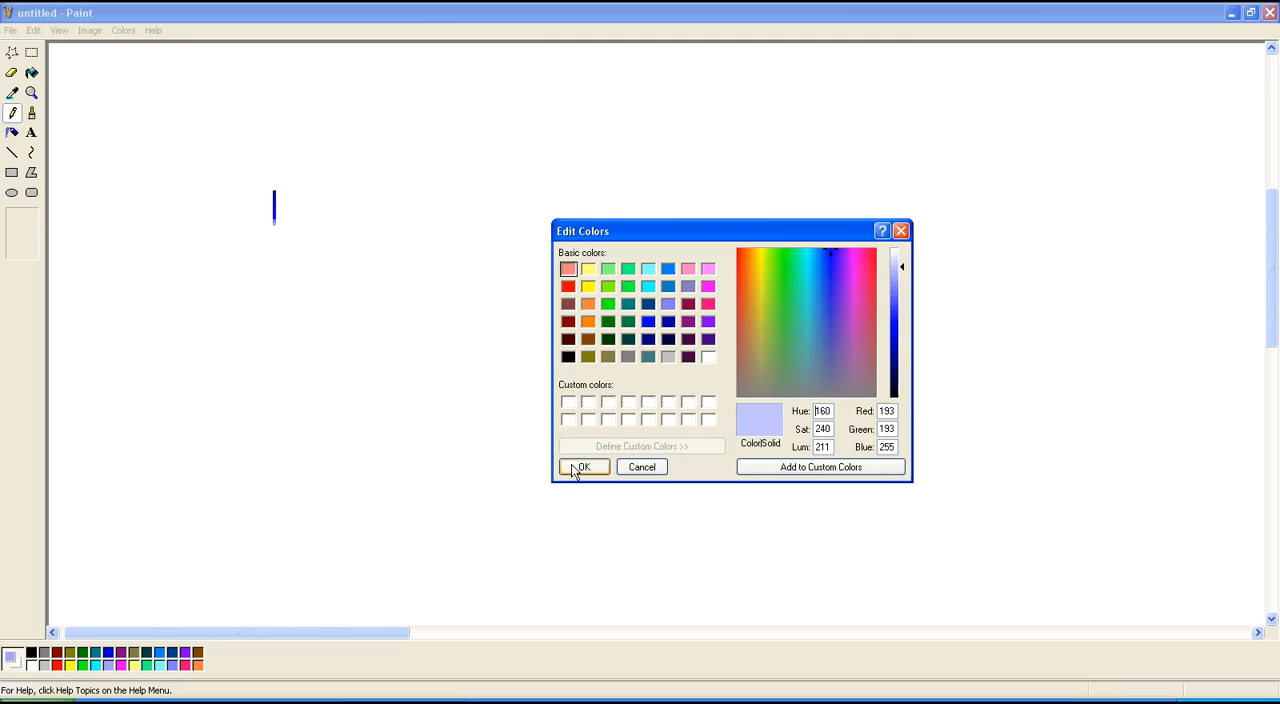 untitled - Paint
File Edit View Image Colors Help
A
Edit Colors
?
Basic colors:
Custom colors:
Hue: 160 Red: 193
Sat: 240 Green: 193
Color|Solid
Lum: 211 Blue: 255
Define Custom Colors >>
OK Cancel Add to Custom Colors
For Help, click Help Topics on the Help Menu.